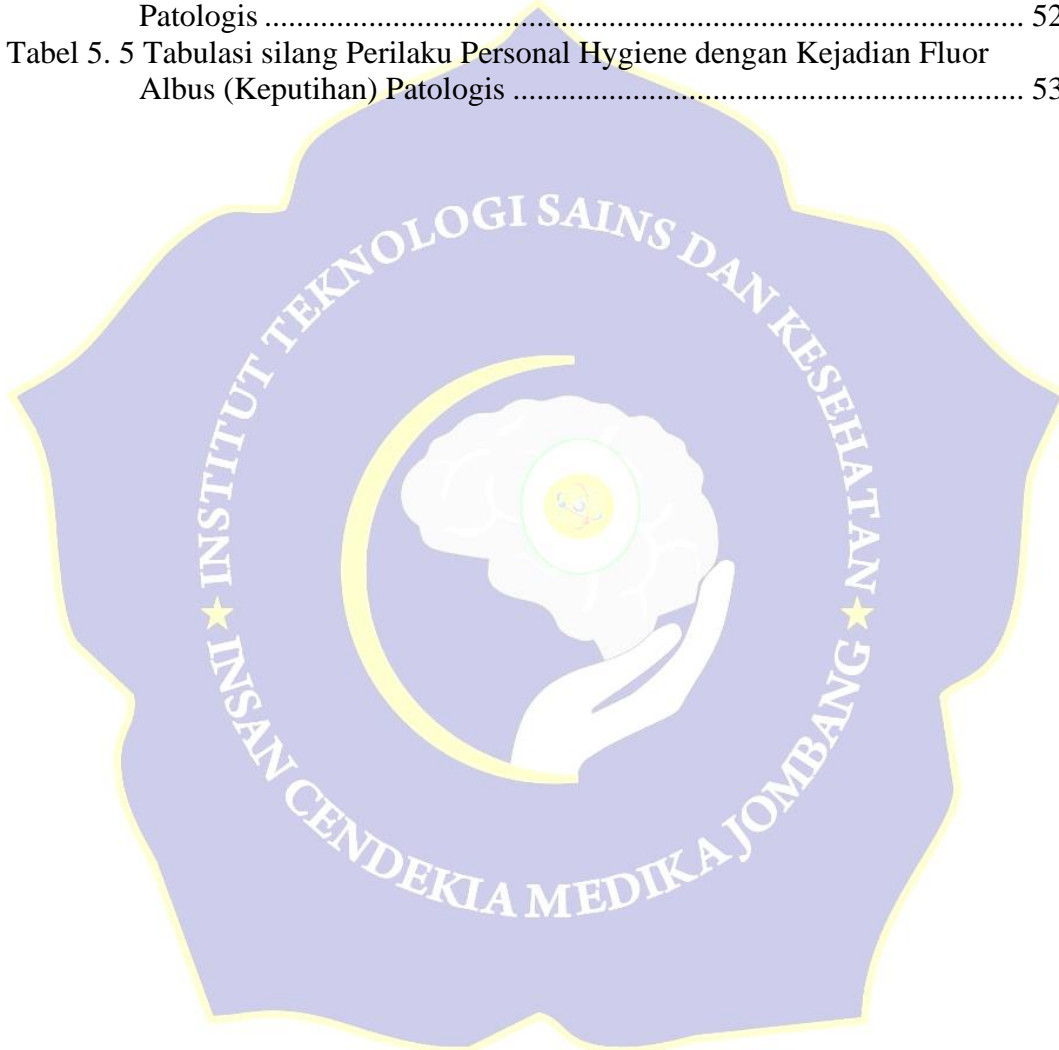 Patologis ............................................................................................... 52
Tabel 5. 5 Tabulasi silang Perilaku Personal Hygiene dengan Kejadian Fluor
Albus (Keputihan) Patologis ................................................................ 53
INSTITUT TEKNOLOGI SAINS DAN KESEHATAN
INSAN CENDEKIA MEDIKA JOMBANG